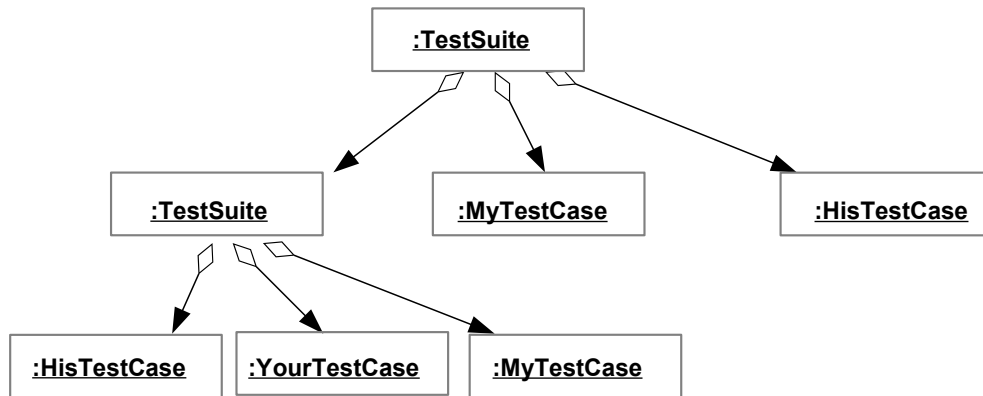 :TestSuite
:TestSuite
:MyTestCase
:HisTestCase
:HisTestCase
:YourTestCase
:MyTestCase